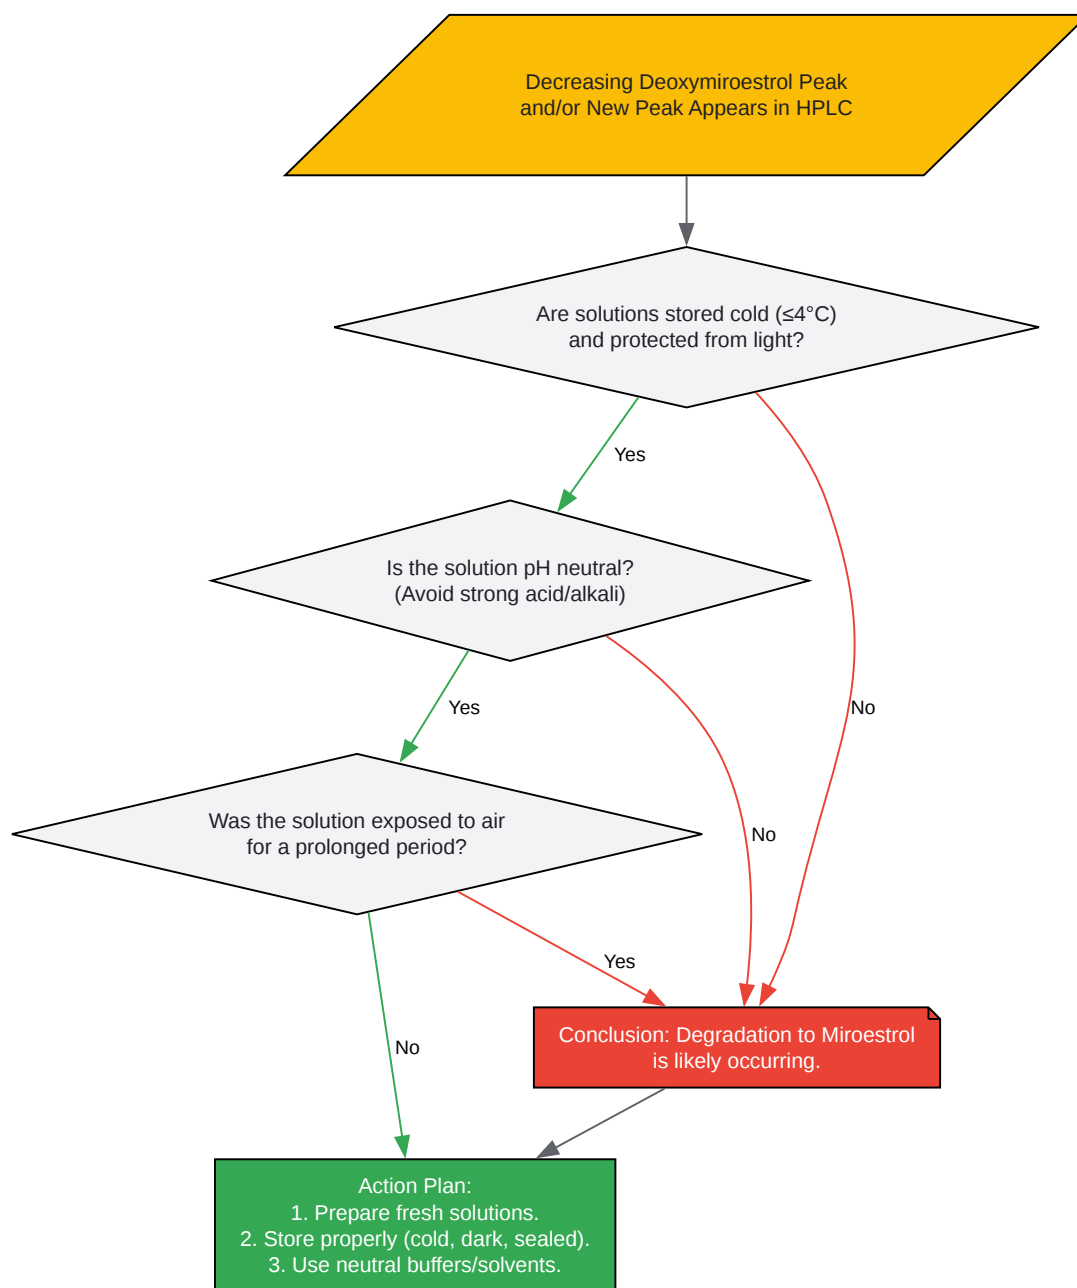 Decreasing Deoxymiroestrol Peak
and/or New Peak Appears in HPLC
Are solutions stored cold (≤4°C)
and protected from light?
Yes
Is the solution pH neutral?
(Avoid strong acid/alkali)
Yes
No
Was the solution exposed to air
for a prolonged period?
No
Yes
Conclusion: Degradation to Miroestrol
is likely occurring.
No
Action Plan:
1. Prepare fresh solutions.
2. Store properly (cold, dark, sealed).
3. Use neutral buffers/solvents.